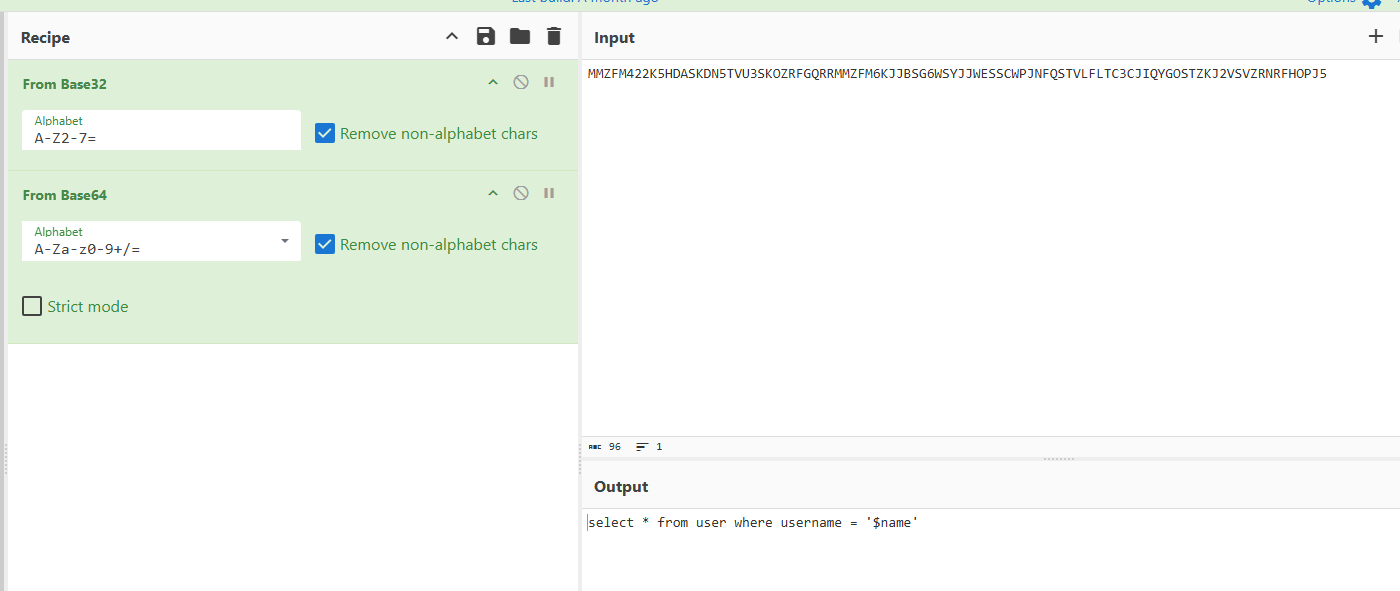 Last build: A month ago
Options
Recipe
Input
From Base32
Alphabet
A-Z2-7=
Remove non-alphabet chars
From Base64
Alphabet
A-Za-z0-9+/=
Remove non-alphabet chars
Strict mode
MMZFM422K5HDASKDN5TVU3SKOZRFGQRRMMZFM6KJJBSG6WSYJJWESSCWPJNFQSTVLFLTC3CJIQYGOSTZKJ2VSVZRNRFHOPJ5
ABC 96
1
Output
select * from user where username = '$name'